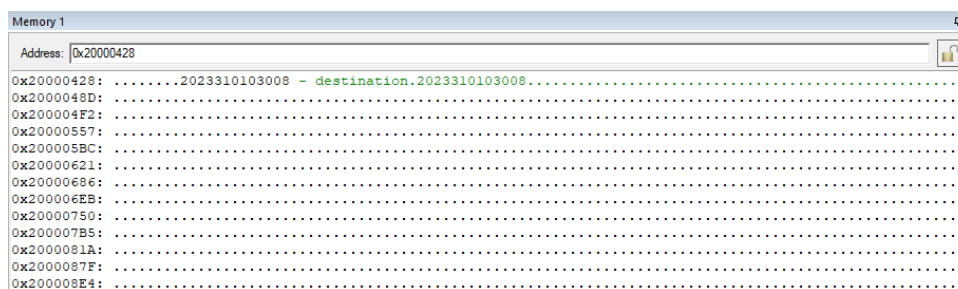 Memory 1
Address: 0x20000428
0x20000428: ........2023310103008 - destination.2023310103008....................................................
0x2000048D: .....................................................................................................
0x200004F2: .....................................................................................................
0x20000557: .....................................................................................................
0x200005BC: .....................................................................................................
0x20000621: .....................................................................................................
0x20000686: .....................................................................................................
0x200006EB: .....................................................................................................
0x20000750: .....................................................................................................
0x200007B5: .....................................................................................................
0x2000081A: .....................................................................................................
0x2000087F: .....................................................................................................
0x200008E4: .....................................................................................................